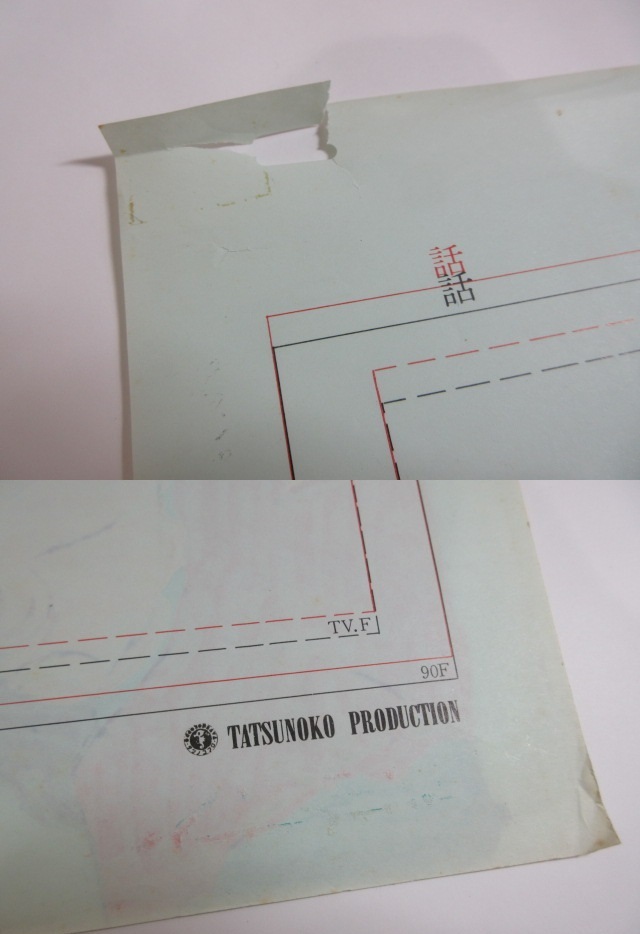 話
話
TV.F
90F
TATSUNOKO PRODUCTION